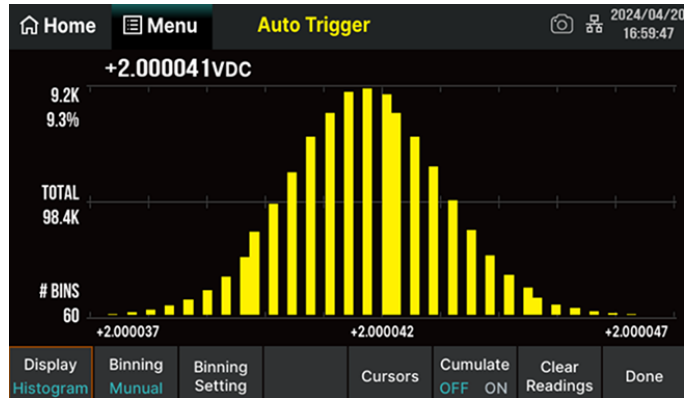 Home
Menu
Auto Trigger
2024/04/20
16:59:47
+2.000041VDC
9.2K
9.3%
TOTAL
98.4K
# BINS
60
+2.000037
+2.000042
+2.000047
Display
Histogram
Binning
Manual
Binning
Setting
Cursors
Cumulate
OFF ON
Clear
Readings
Done